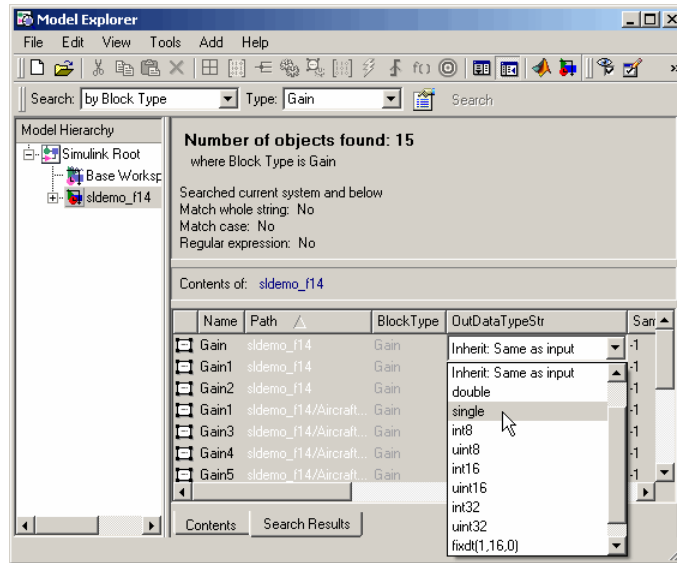 Model Explorer
File Edit View Tools Add Help
Search: by Block Type Type: Gain Search
Model Hierarchy
Simulink Root
Base Worksp
sldemo_f14
Number of objects found: 15
where Block Type is Gain
Searched current system and below
Match whole string: No
Match case: No
Regular expression: No
Contents of: sldemo_f14
Name Path BlockType OutDataTypeStr Sam
Gain sldemo_f14 Gain Inherit: Same as input -1
Gain1 sldemo_f14 Gain -1
Gain2 sldemo_f14 Gain -1
Gain1 sldemo_f14/Aircraft... Gain -1
Gain3 sldemo_f14/Aircraft... Gain -1
Gain4 sldemo_f14/Aircraft... Gain -1
Gain5 sldemo_f14/Aircraft... Gain -1
Inherit: Same as input
double
single
int8
uint8
int16
uint16
int32
uint32
fixdt(1,16,0)
Contents Search Results